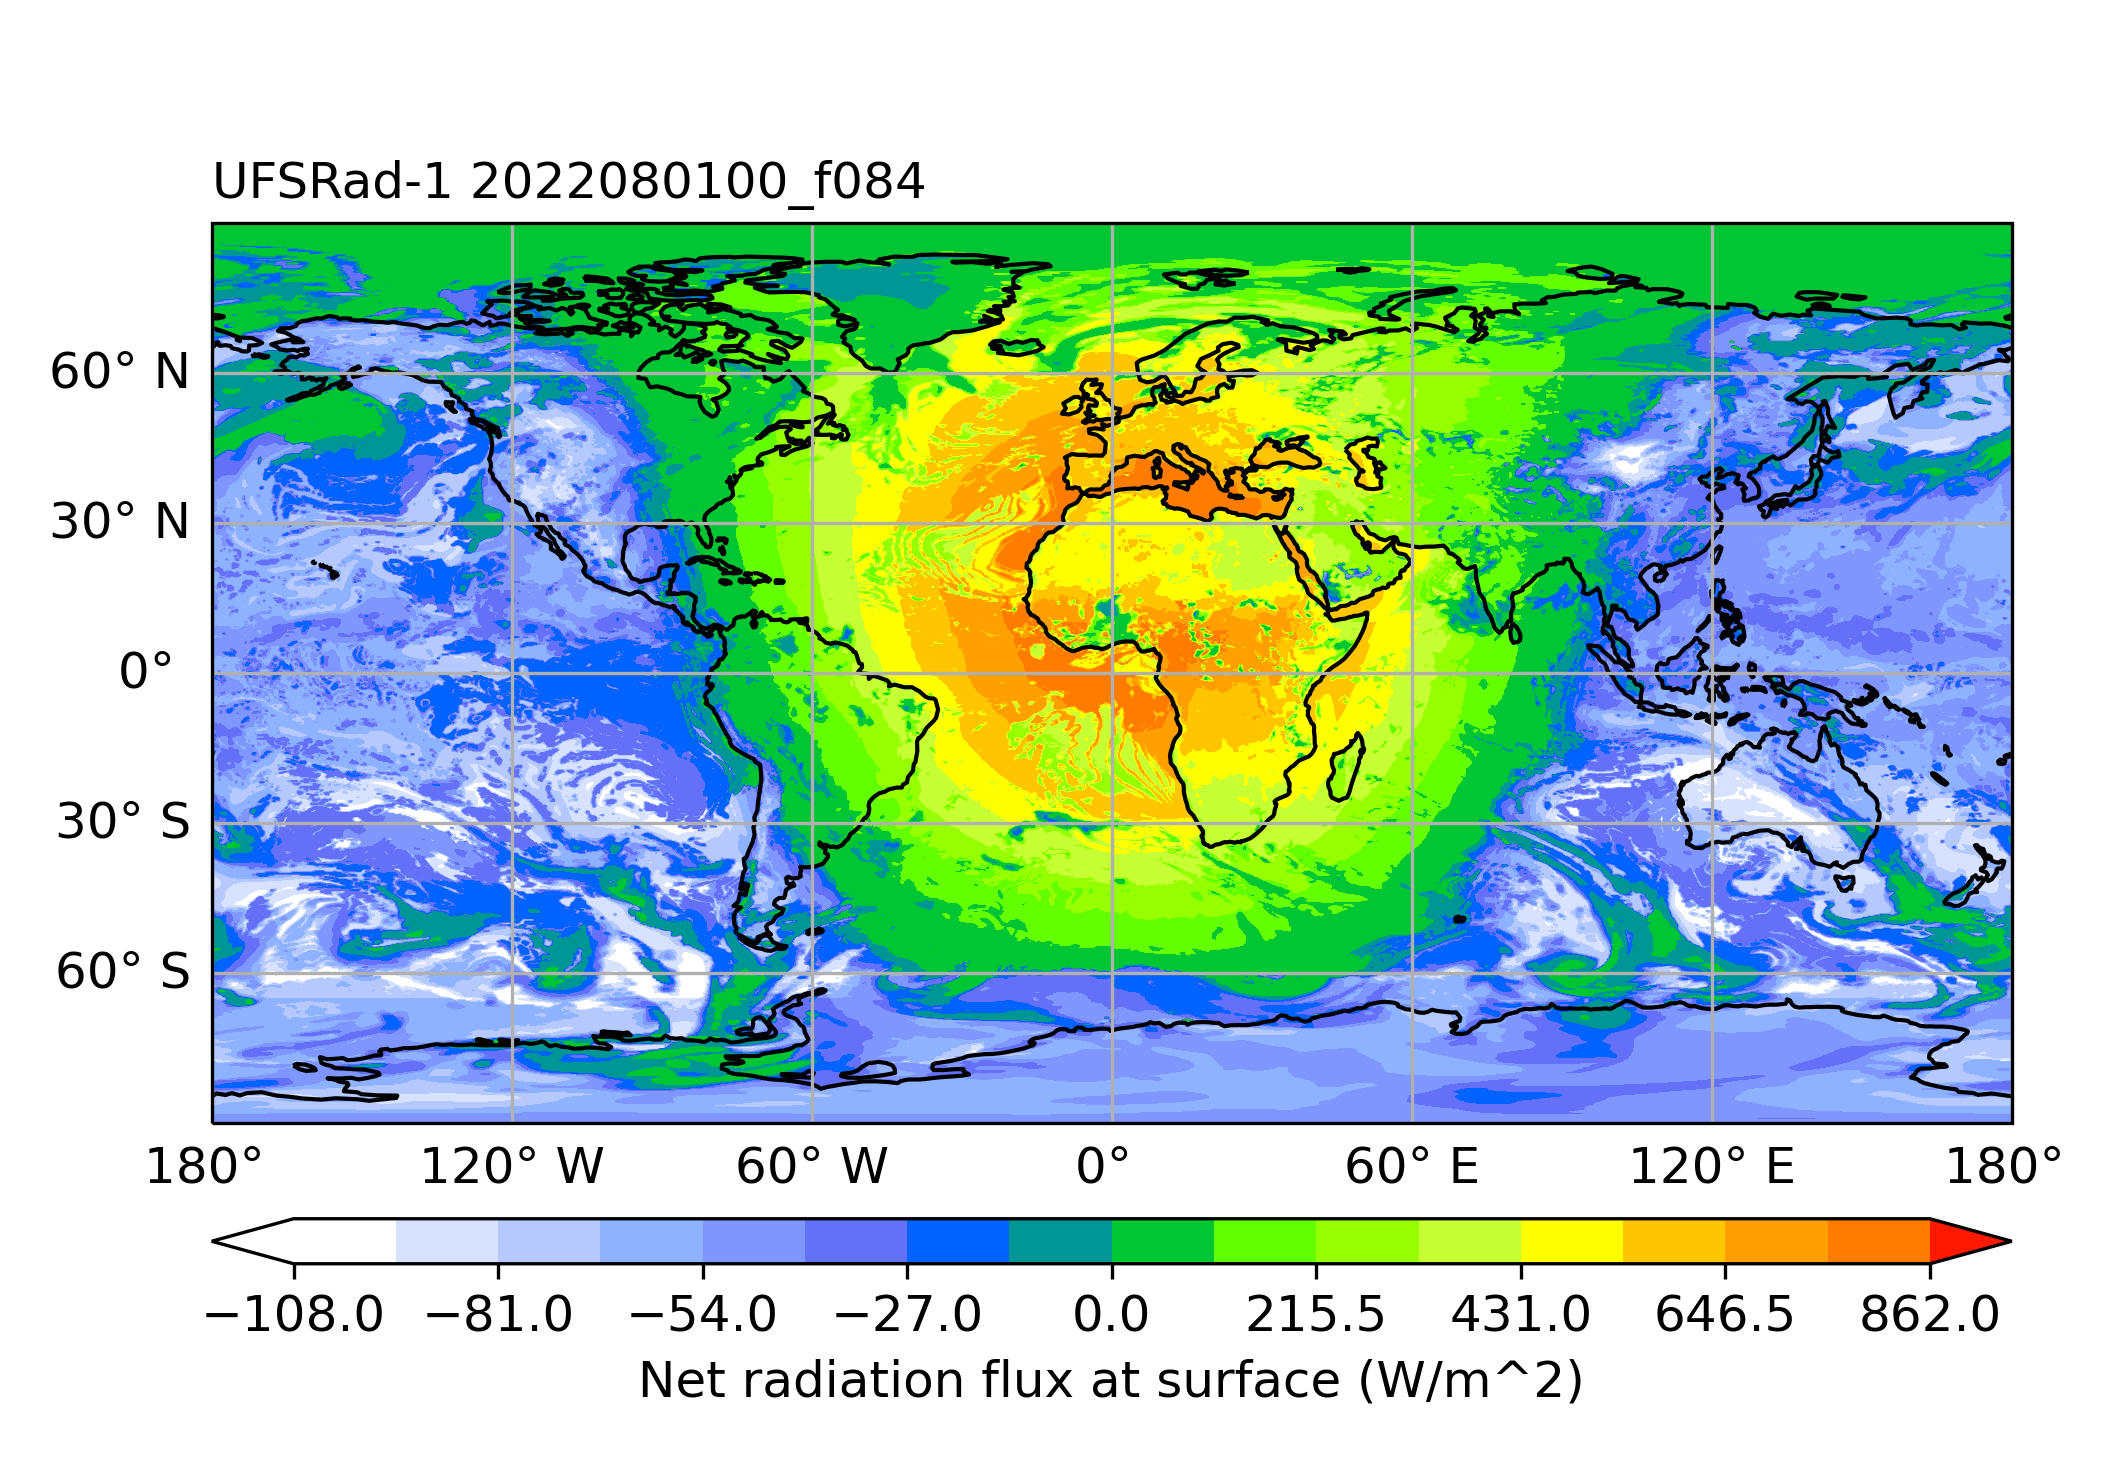 UFSRad-1 2022080100_f084
60° N
30° N
0°
30° S
60° S
180° 120° W 60° W 0° 60° E 120° E 180°
−108.0 −81.0 −54.0 −27.0 0.0 215.5 431.0 646.5 862.0
Net radiation flux at surface (W/m^2)